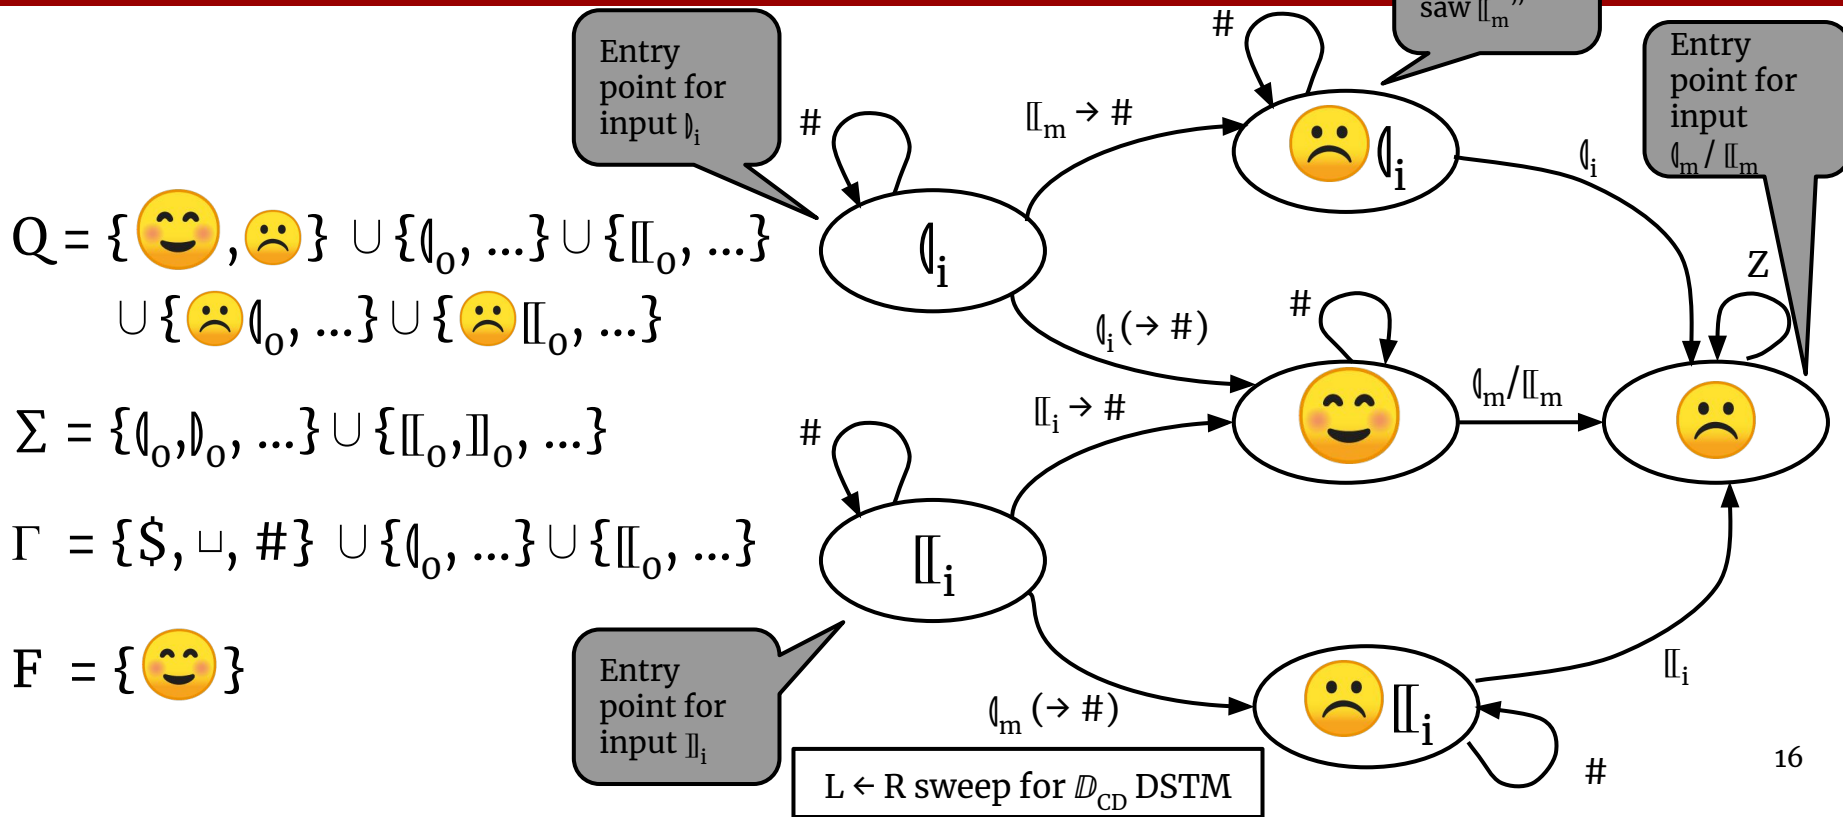 saw ⟦m”
Entry
point for
input ⦈i
Entry
point for
input
⦇m / ⟦m
#
#
⟦m → #
⦇i
☹️⦇i
⦇i
Q = {😊,☹️} ∪ {⦇0, ...} ∪ {⟦0, ...}
∪ {☹️⦇0, ...} ∪ {☹️⟦0, ...}
Z
#
⦇i (→ #)
⦇m/⟦m
⟦i → #
😊
☹️
Σ = {⦇0,⦈0, ...} ∪ {⟦0,⟧0, ...}
#
Γ = {$, ␣, #} ∪ {⦇0, ...} ∪ {⟦0, ...}
⟦i
F = {😊}
Entry
point for
input ⟧i
⦇m (→ #)
☹️⟦i
⟦i
#
L ← R sweep for 𝔻CD DSTM
16